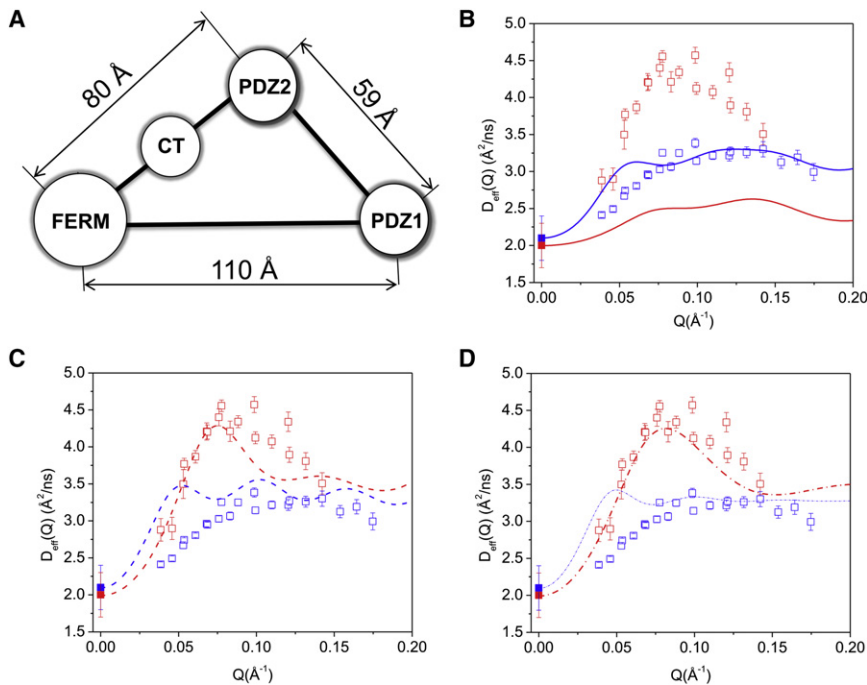 A
80 Å
PDZ2
59 Å
CT
FERM
PDZ1
110 Å
B
5.0
4.5
4.0
3.5
3.0
2.5
2.0
1.5
D_eff(Q) (Å²/ns)
0.00 0.05 0.10 0.15 0.20
Q(Å⁻¹)
C
5.0
4.5
4.0
3.5
3.0
2.5
2.0
1.5
D_eff(Q) (Å²/ns)
0.00 0.05 0.10 0.15 0.20
Q(Å⁻¹)
D
5.0
4.5
4.0
3.5
3.0
2.5
2.0
1.5
D_eff(Q) (Å²/ns)
0.00 0.05 0.10 0.15 0.20
Q(Å⁻¹)